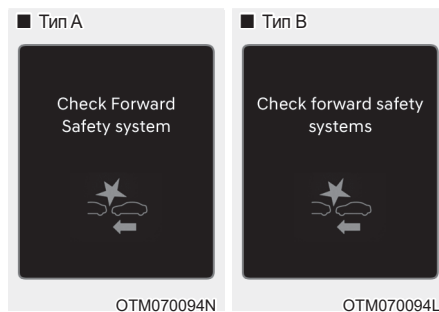 ■ Тип A
Check Forward
Safety system
OTM070094N
■ Тип B
Check forward safety
systems
OTM070094L